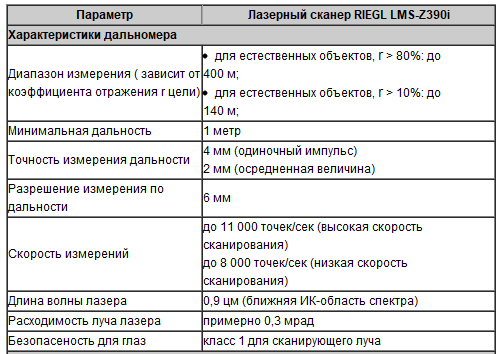 Параметр
Лазерный сканер RIEGL LMS-Z390i
Характеристики дальномера
Диапазон измерения ( зависит от
коэффициента отражения r цели)
• для естественных объектов, r > 80%: до
400 м;
• для естественных объектов, r > 10%: до
140 м;
Минимальная дальность
1 метр
Точность измерения дальности
4 мм (одиночный импульс)
2 мм (осредненная величина)
Разрешение измерения по
дальности
6 мм
Скорость измерений
до 11 000 точек/сек (высокая скорость
сканирования)
до 8 000 точек/сек (низкая скорость
сканирования)
Длина волны лазера
0,9 цм (ближняя ИК-область спектра)
Расходимость луча лазера
примерно 0,3 мрад
Безопасеность для глаз
класс 1 для сканирующего луча